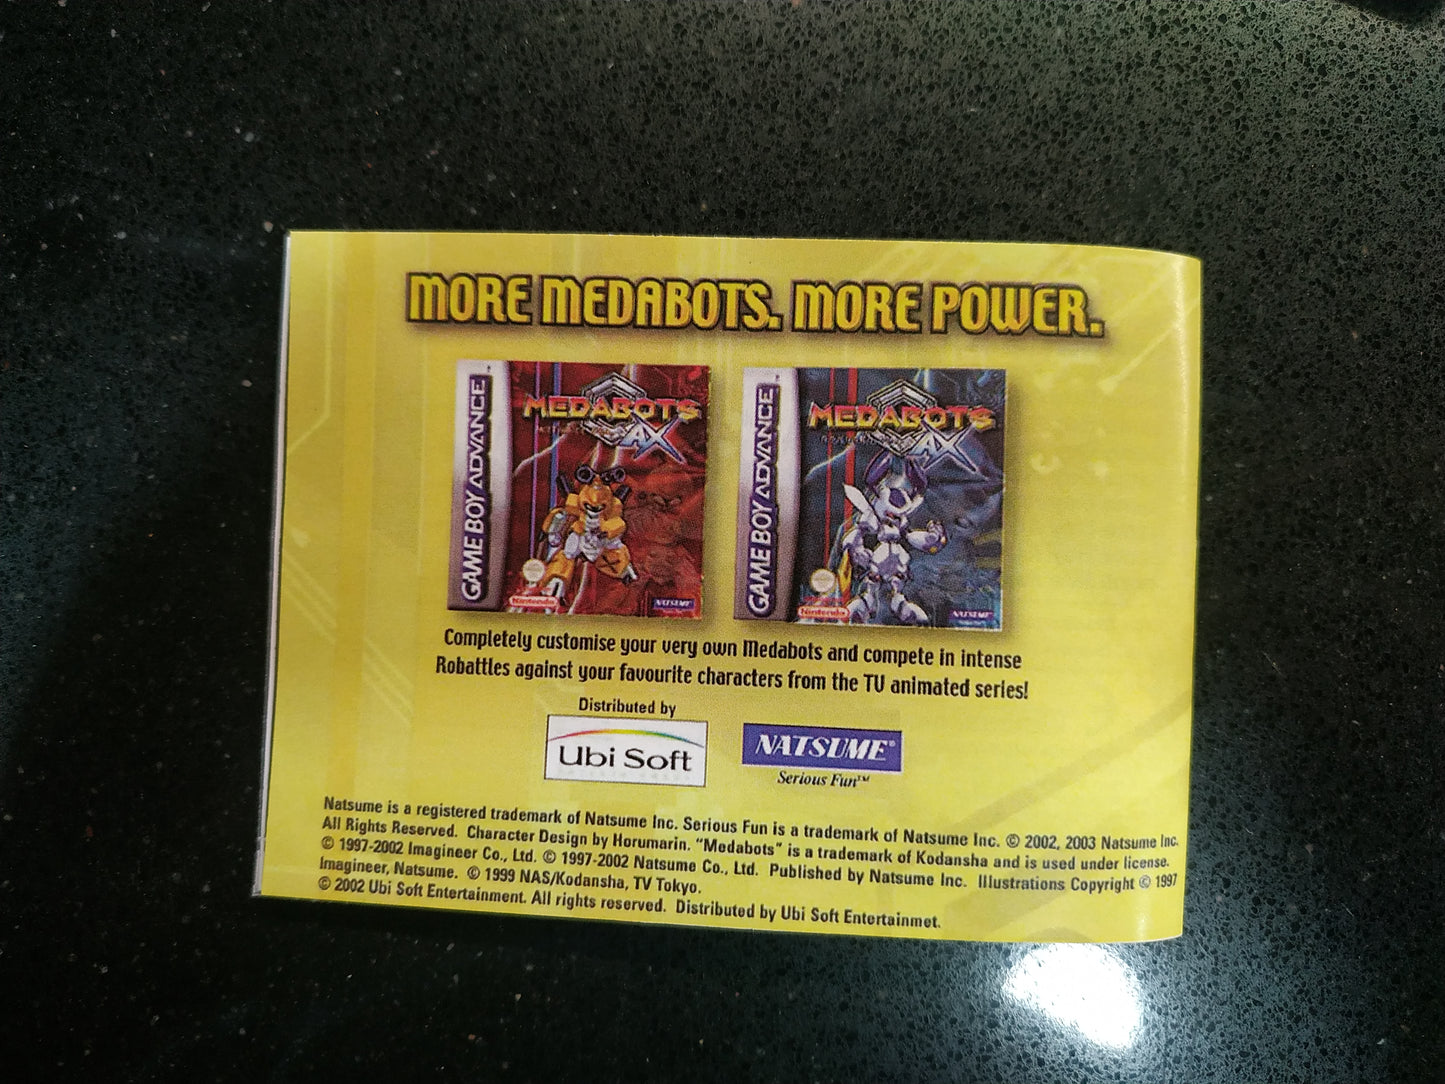 MORE MEDABOTS. MORE POWER.
GAME BOY ADVANCE
MEDABOTS
AX
Nintendo
NATSUME
GAME BOY ADVANCE
MEDABOTS
AX
Nintendo
NATSUME
Completely customise your very own Medabots and compete in intense
Robattles against your favourite characters from the TV animated series!
Distributed by
Ubi Soft
NATSUME®
Serious Fun™
Natsume is a registered trademark of Natsume Inc. Serious Fun is a trademark of Natsume Inc. © 2002, 2003 Natsume Inc.
All Rights Reserved. Character Design by Horumarin. "Medabots" is a trademark of Kodansha and is used under license.
© 1997-2002 Imagineer Co., Ltd. © 1997-2002 Natsume Co., Ltd. Published by Natsume Inc. Illustrations Copyright © 1997
Imagineer, Natsume. © 1999 NAS/Kodansha, TV Tokyo.
© 2002 Ubi Soft Entertainment. All rights reserved. Distributed by Ubi Soft Entertainmet.